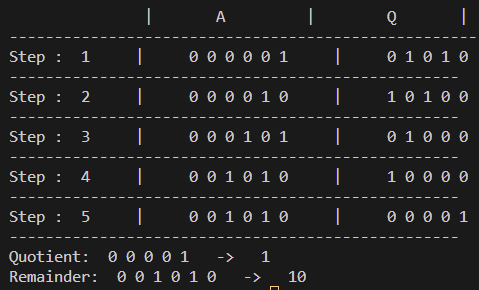 | A | Q |
----------------------------------------------------
Step : 1 | 0 0 0 0 0 1 | 0 1 0 1 0
--------------------------------------------------
Step : 2 | 0 0 0 0 1 0 | 1 0 1 0 0
--------------------------------------------------
Step : 3 | 0 0 0 1 0 1 | 0 1 0 0 0
--------------------------------------------------
Step : 4 | 0 0 1 0 1 0 | 1 0 0 0 0
--------------------------------------------------
Step : 5 | 0 0 1 0 1 0 | 0 0 0 0 1
--------------------------------------------------
Quotient: 0 0 0 0 1 -> 1
Remainder: 0 0 1 0 1 0 -> 10